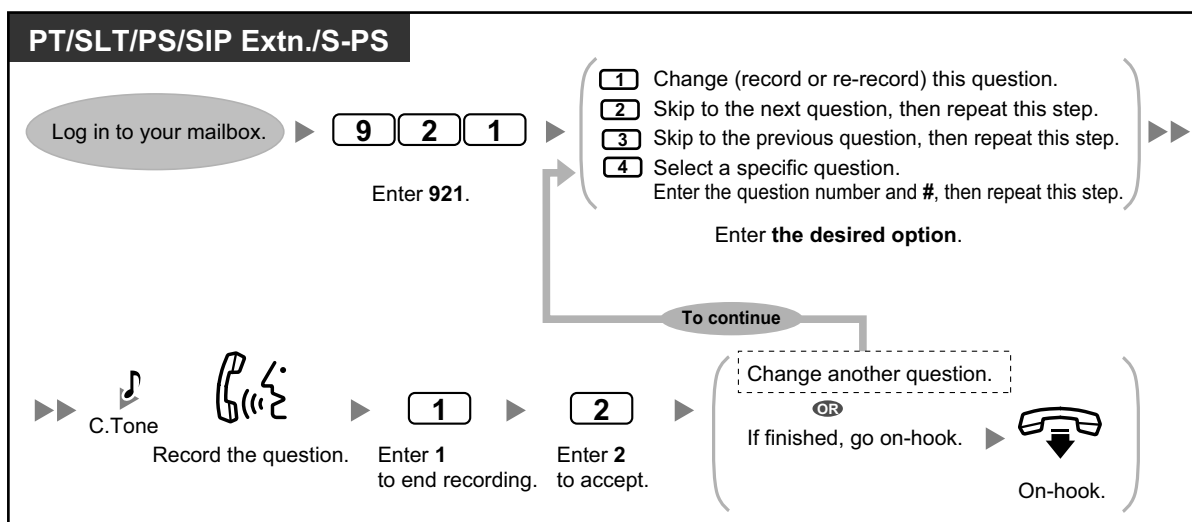 PT/SLT/PS/SIP Extn./S-PS
Log in to your mailbox.
9 2 1
Enter 921.
1 Change (record or re-record) this question.
2 Skip to the next question, then repeat this step.
3 Skip to the previous question, then repeat this step.
4 Select a specific question.
Enter the question number and #, then repeat this step.
Enter the desired option.
To continue
C.Tone
Record the question.
1
Enter 1
to end recording.
2
Enter 2
to accept.
Change another question.
OR
If finished, go on-hook.
On-hook.